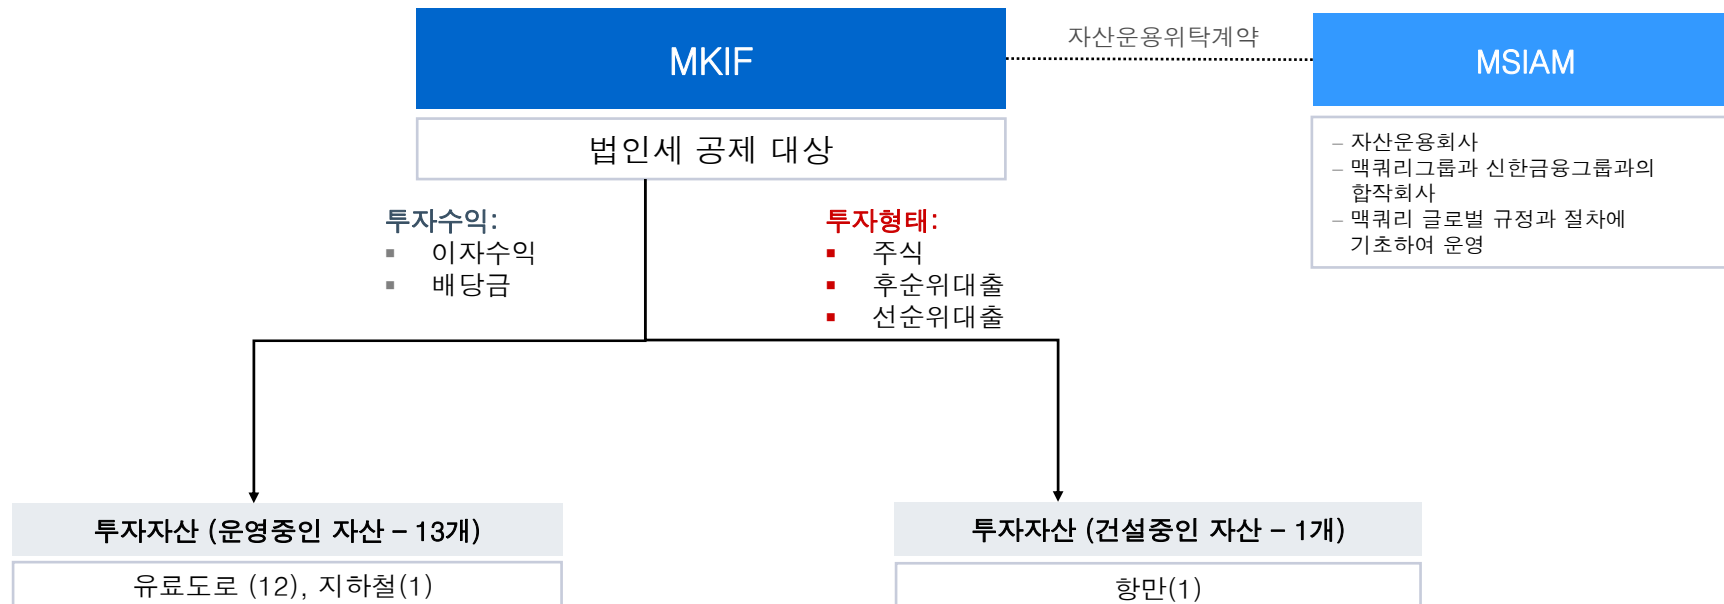 MKIF
자산운용위탁계약
MSIAM
법인세 공제 대상
– 자산운용회사
– 맥쿼리그룹과 신한금융그룹과의
합작회사
– 맥쿼리 글로벌 규정과 절차에
기초하여 운영
투자수익:
▪ 이자수익
▪ 배당금
투자형태:
▪ 주식
▪ 후순위대출
▪ 선순위대출
투자자산 (운영중인 자산 – 13개)
유료도로 (12), 지하철(1)
투자자산 (건설중인 자산 – 1개)
항만(1)